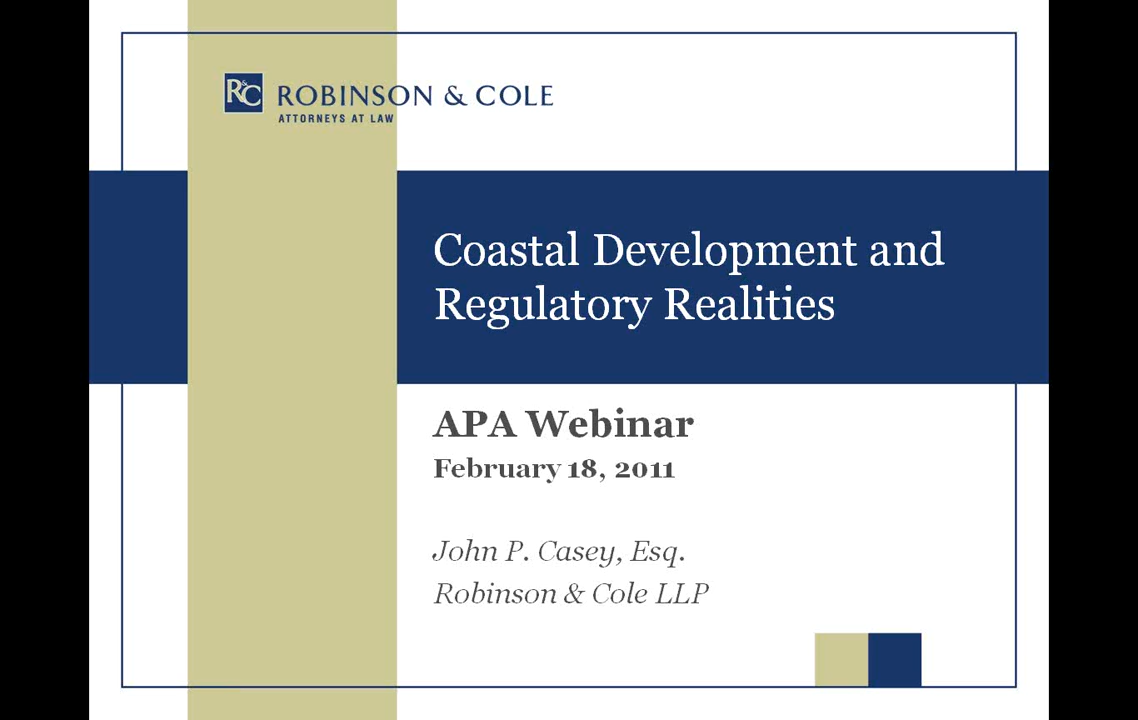 R&C ROBINSON & COLE
ATTORNEYS AT LAW
Coastal Development and
Regulatory Realities
APA Webinar
February 18, 2011
John P. Casey, Esq.
Robinson & Cole LLP